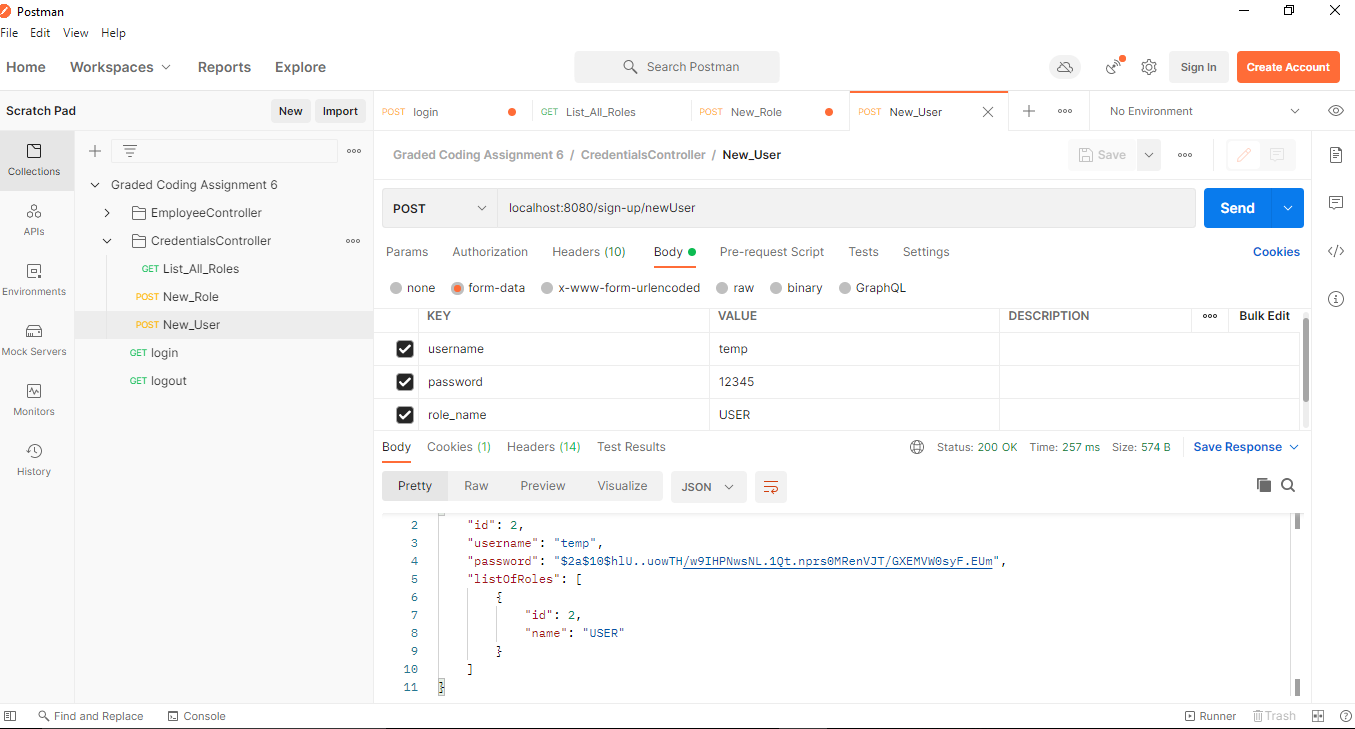 Postman
File Edit View Help
Home Workspaces Reports Explore Search Postman Sign In Create Account
Scratch Pad New Import POST login GET List_All_Roles POST New_Role POST New_User No Environment
Collections
APIs
Environments
Mock Servers
Monitors
History
Graded Coding Assignment 6
EmployeeController
CredentialsController
GET List_All_Roles
POST New_Role
POST New_User
GET login
GET logout
Graded Coding Assignment 6 / CredentialsController / New_User Save
POST localhost:8080/sign-up/newUser Send
Params Authorization Headers (10) Body Pre-request Script Tests Settings Cookies
none form-data x-www-form-urlencoded raw binary GraphQL
KEY VALUE DESCRIPTION Bulk Edit
username temp
password 12345
role_name USER
Body Cookies (1) Headers (14) Test Results Status: 200 OK Time: 257 ms Size: 574 B Save Response
Pretty Raw Preview Visualize JSON
2 "id": 2,
3 "username": "temp",
4 "password": "$2a$10$hlU..uowTH/w9IHPNwsNL.1Qt.nprs0MRenVJT/GXEMVW0syF.EUm",
5 "listOfRoles": [
6 {
7 "id": 2,
8 "name": "USER"
9 }
10 ]
11 }
Find and Replace Console Runner Trash